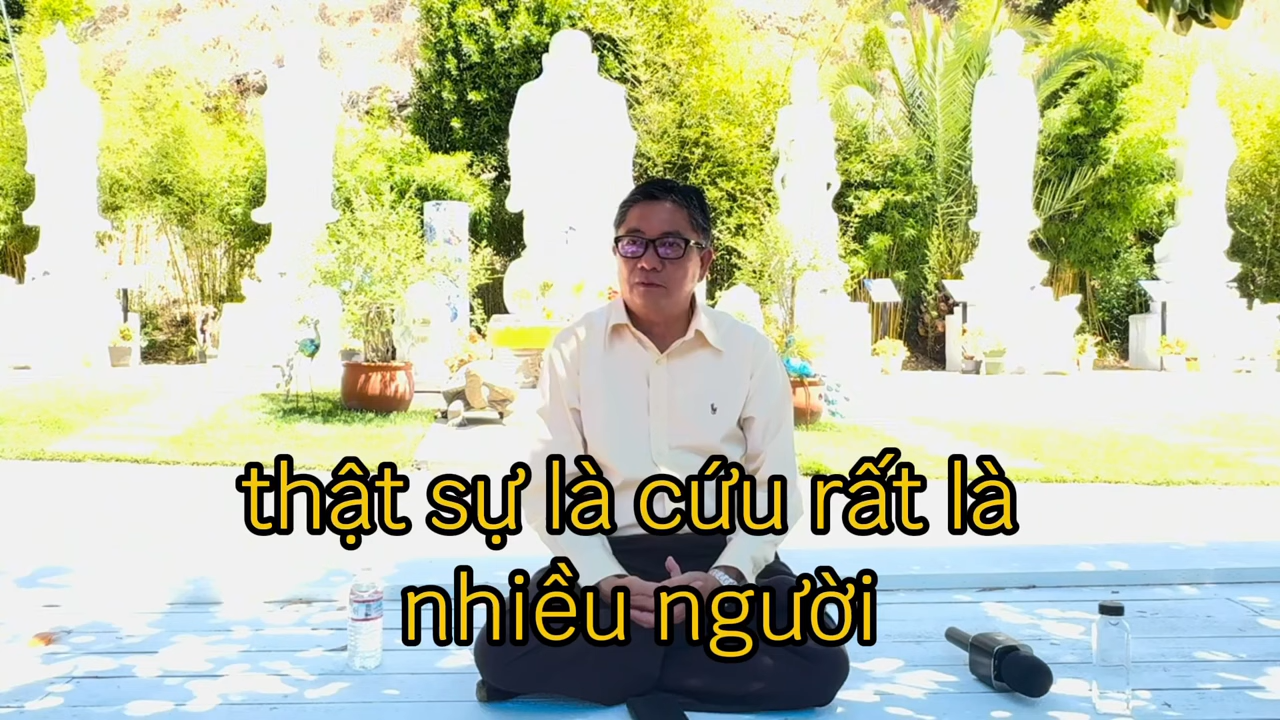 thật sự là cứu rất là
nhiều người